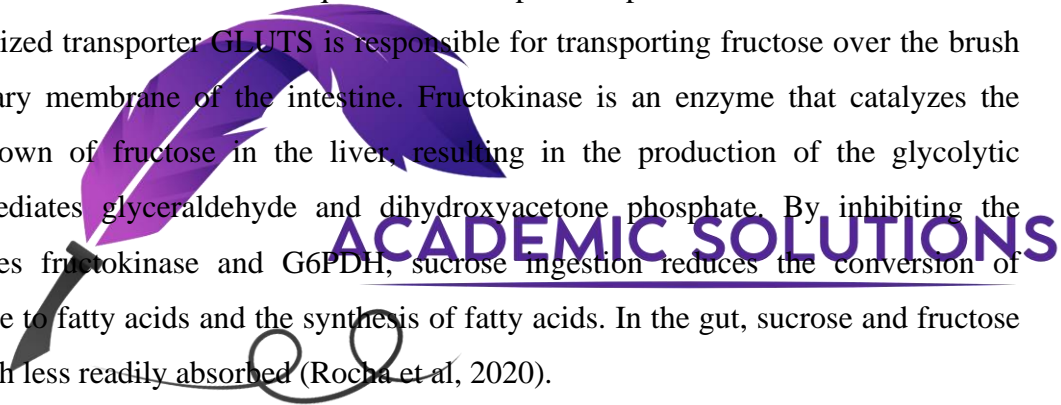 ized transporter GLUTS is responsible for transporting fructose over the brush
ary membrane of the intestine. Fructokinase is an enzyme that catalyzes the
own of fructose in the liver, resulting in the production of the glycolytic
ediates glyceraldehyde and dihydroxyacetone phosphate. By inhibiting the
es fructokinase and G6PDH, sucrose ingestion reduces the conversion of
e to fatty acids and the synthesis of fatty acids. In the gut, sucrose and fructose
h less readily absorbed (Rocha et al, 2020).
ACADEMIC SOLUTIONS